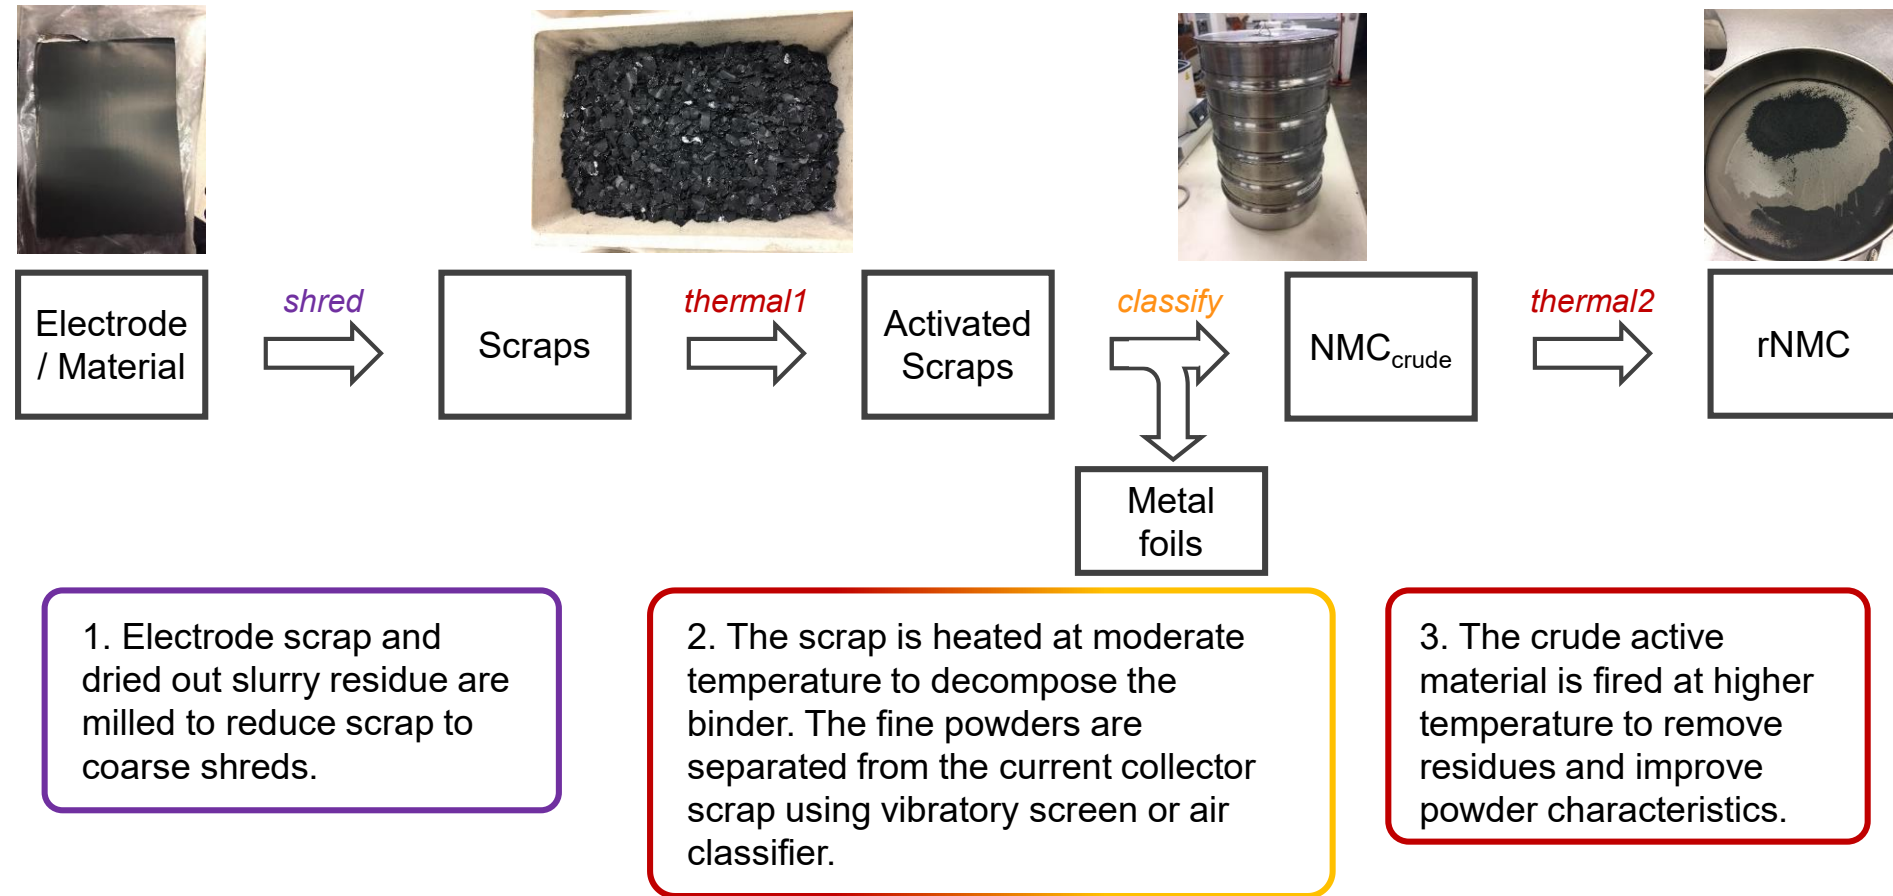 Electrode
/ Material
shred
Scraps
thermal1
Activated
Scraps
classify
NMCcrude
thermal2
rNMC
Metal
foils
1. Electrode scrap and
dried out slurry residue are
milled to reduce scrap to
coarse shreds.
2. The scrap is heated at moderate
temperature to decompose the
binder. The fine powders are
separated from the current collector
scrap using vibratory screen or air
classifier.
3. The crude active
material is fired at higher
temperature to remove
residues and improve
powder characteristics.